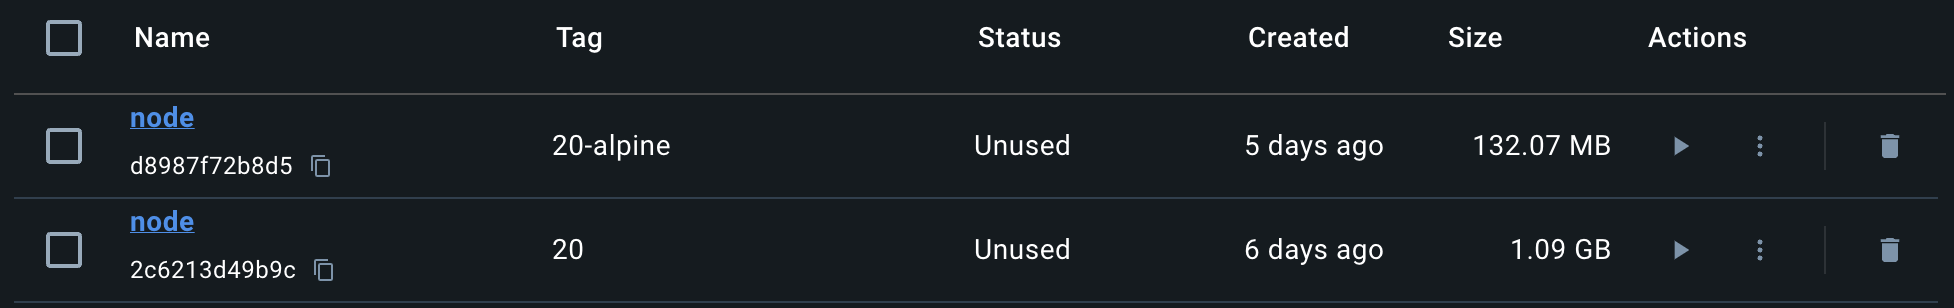 Name Tag Status Created Size Actions
node
d8987f72b8d5
20-alpine Unused 5 days ago 132.07 MB
node
2c6213d49b9c
20 Unused 6 days ago 1.09 GB